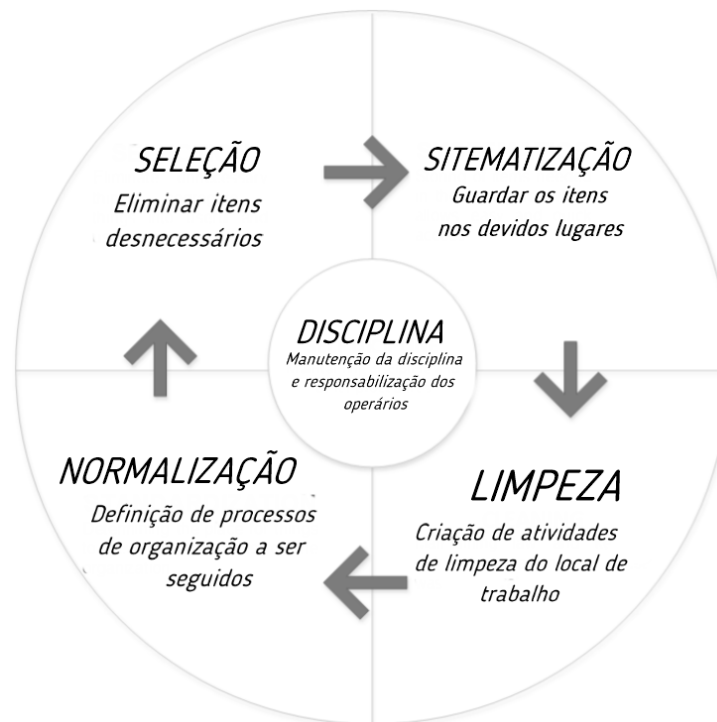 SELEÇÃO
Eliminar itens
desnecessários
SITEMATIZAÇÃO
Guardar os itens
nos devidos lugares
DISCIPLINA
Manutenção da disciplina
e responsabilização dos
operários
NORMALIZAÇÃO
Definição de processos
de organização a ser
seguidos
LIMPEZA
Criação de atividades
de limpeza do local de
trabalho